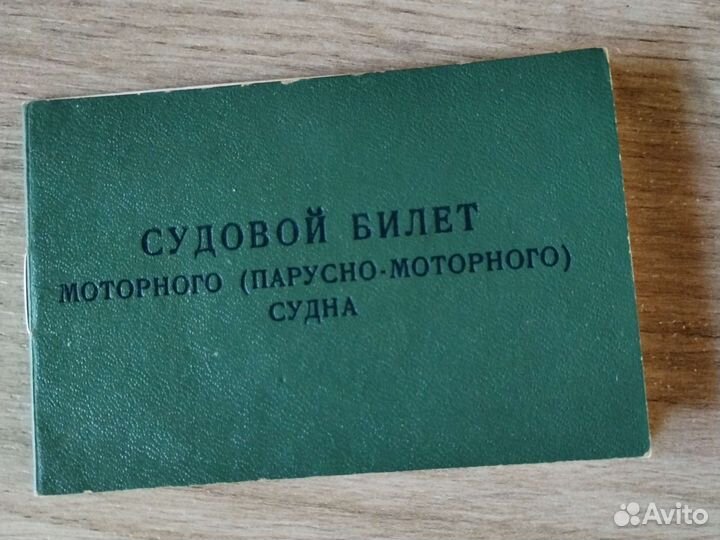 СУДОВОЙ БИЛЕТ
МОТОРНОГО (ПАРУСНО-МОТОРНОГО)
СУДНА
Avito